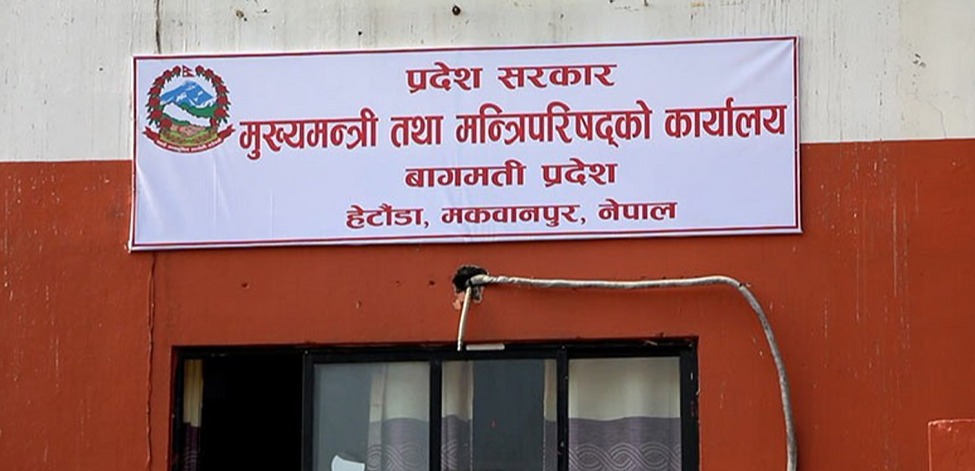 प्रदेश सरकार
मुख्यमन्त्री तथा मन्त्रिपरिषद्को कार्यालय
बागमती प्रदेश
हेटौंडा, मकवानपुर, नेपाल